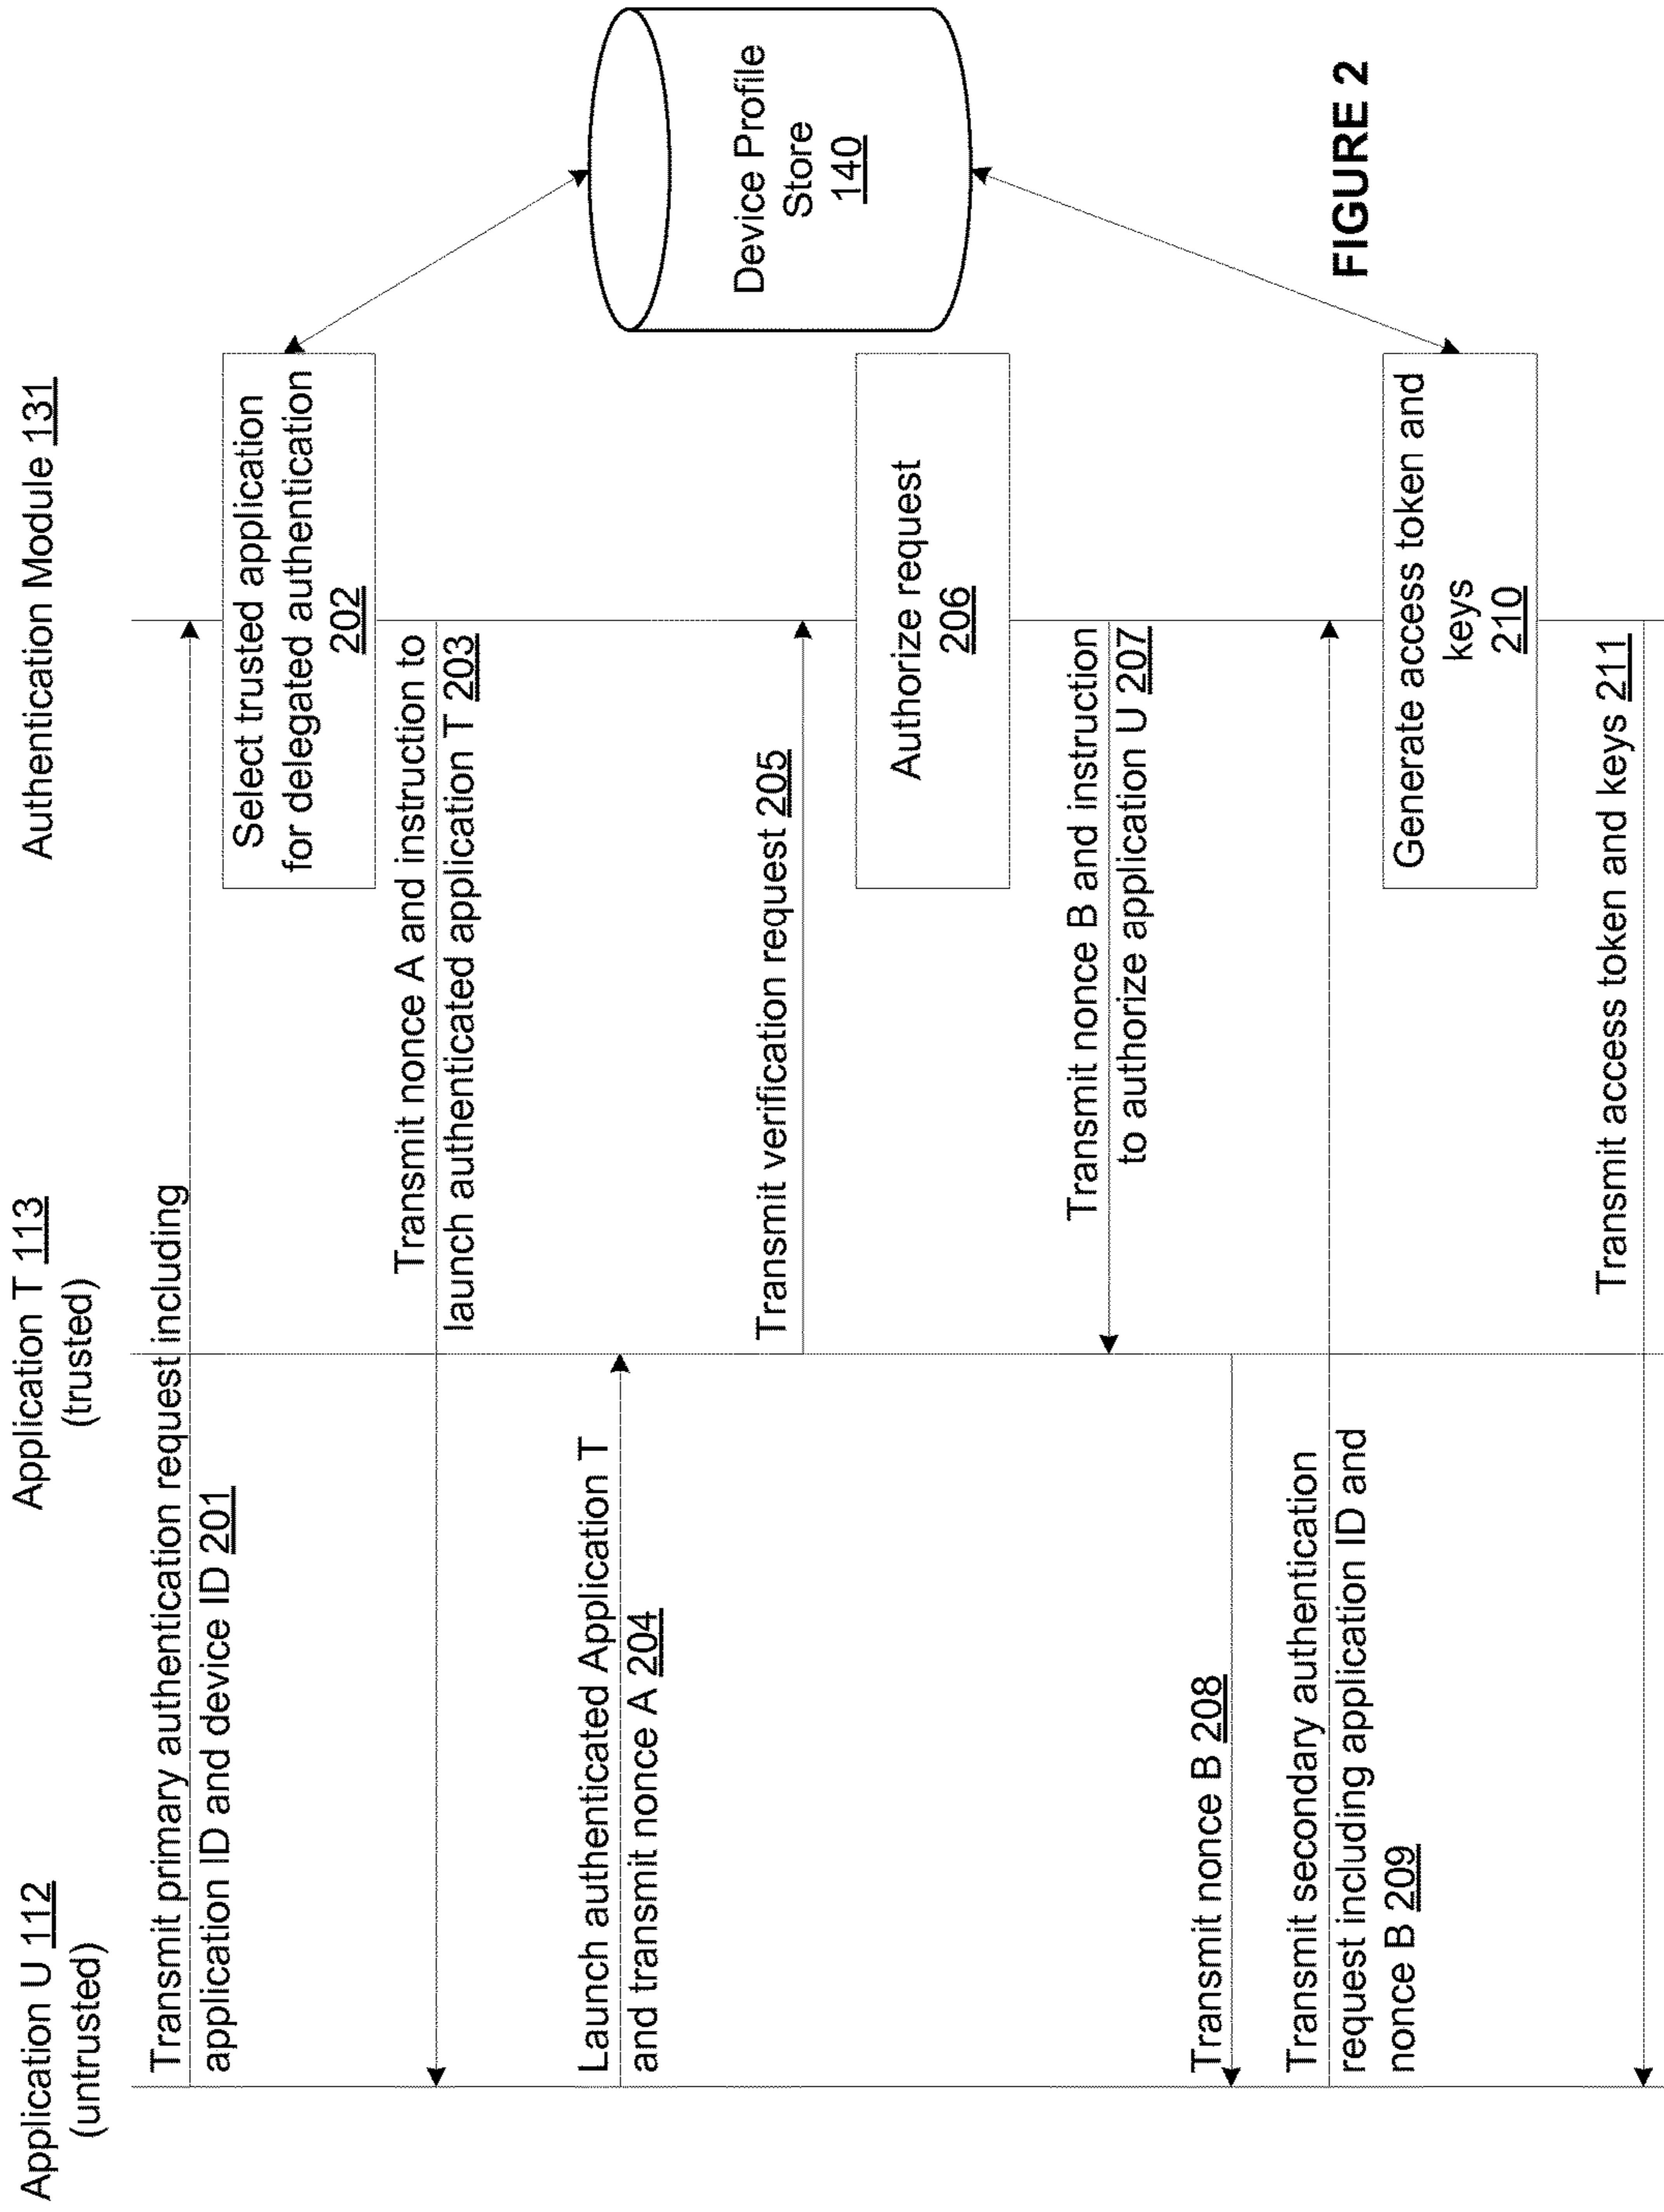 Application U 112
(untrusted)
Application T 113
(trusted)
Authentication Module 131
Transmit primary authentication request including
application ID and device ID 201
Select trusted application
for delegated authentication
202
Transmit nonce A and instruction to
launch authenticated application T 203
Launch authenticated Application T
and transmit nonce A 204
Device Profile
Store
140
Transmit verification request 205
Authorize request
206
Transmit nonce B and instruction
to authorize application U 207
Transmit nonce B 208
Transmit secondary authentication
request including application ID and
nonce B 209
Generate access token and
keys
210
Transmit access token and keys 211
FIGURE 2